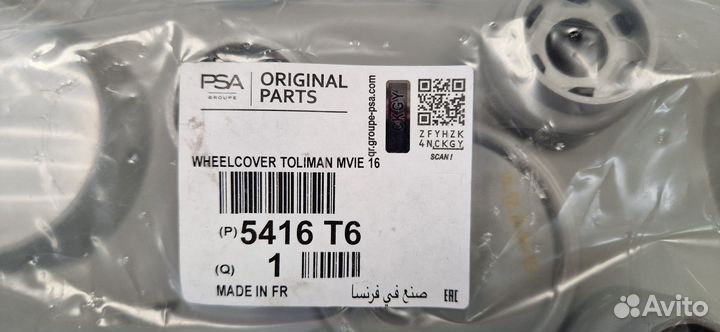 PSA
GROUPE
ORIGINAL
PARTS
qr.groupe-psa.com
CKGY
ZFYHZK
4NCKGY
SCAN!
WHEELCOVER TOLIMAN MVIE 16
(P) 5416 T6
(Q) 1
MADE IN FR
صنع في فرنسا
EAC
Avito